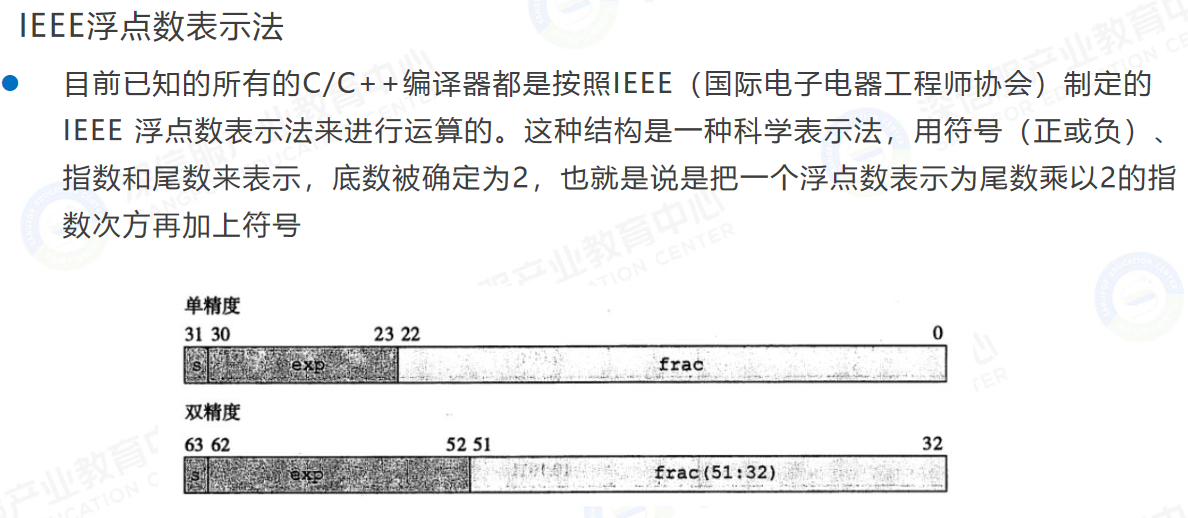 IEEE浮点数表示法
目前已知的所有的C/C++编译器都是按照IEEE（国际电子电器工程师协会）制定的
IEEE 浮点数表示法来进行运算的。这种结构是一种科学表示法，用符号（正或负）、
指数和尾数来表示，底数被确定为2，也就是说是把一个浮点数表示为尾数乘以2的指
数次方再加上符号
单精度
31 30 23 22 0
s exp frac
双精度
63 62 52 51 32
s exp frac(51:32)